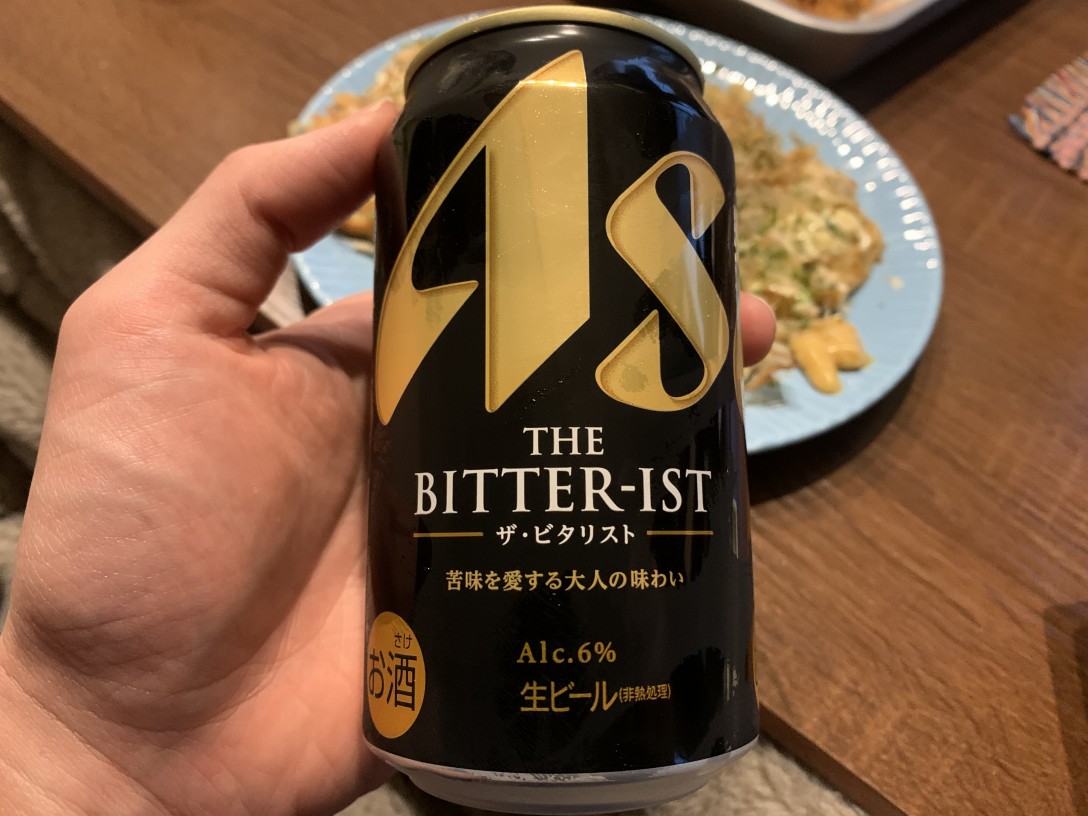 As
THE
BITTER-IST
ザ・ビタリスト
苦味を愛する大人の味わい
Alc.6%
生ビール(非熱処理)
さけ
お酒